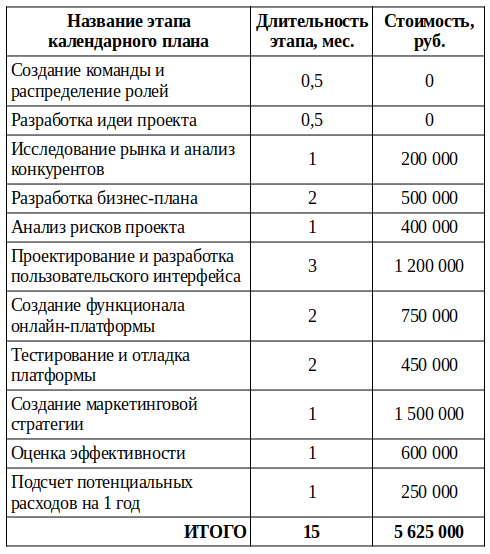 Название этапа календарного плана Длительность этапа, мес. Стоимость, руб.
Создание команды и распределение ролей 0,5 0
Разработка идеи проекта 0,5 0
Исследование рынка и анализ конкурентов 1 200 000
Разработка бизнес-плана 2 500 000
Анализ рисков проекта 1 400 000
Проектирование и разработка пользовательского интерфейса 3 1 200 000
Создание функционала онлайн-платформы 2 750 000
Тестирование и отладка платформы 2 450 000
Создание маркетинговой стратегии 1 1 500 000
Оценка эффективности 1 600 000
Подсчет потенциальных расходов на 1 год 1 250 000
ИТОГО 15 5 625 000